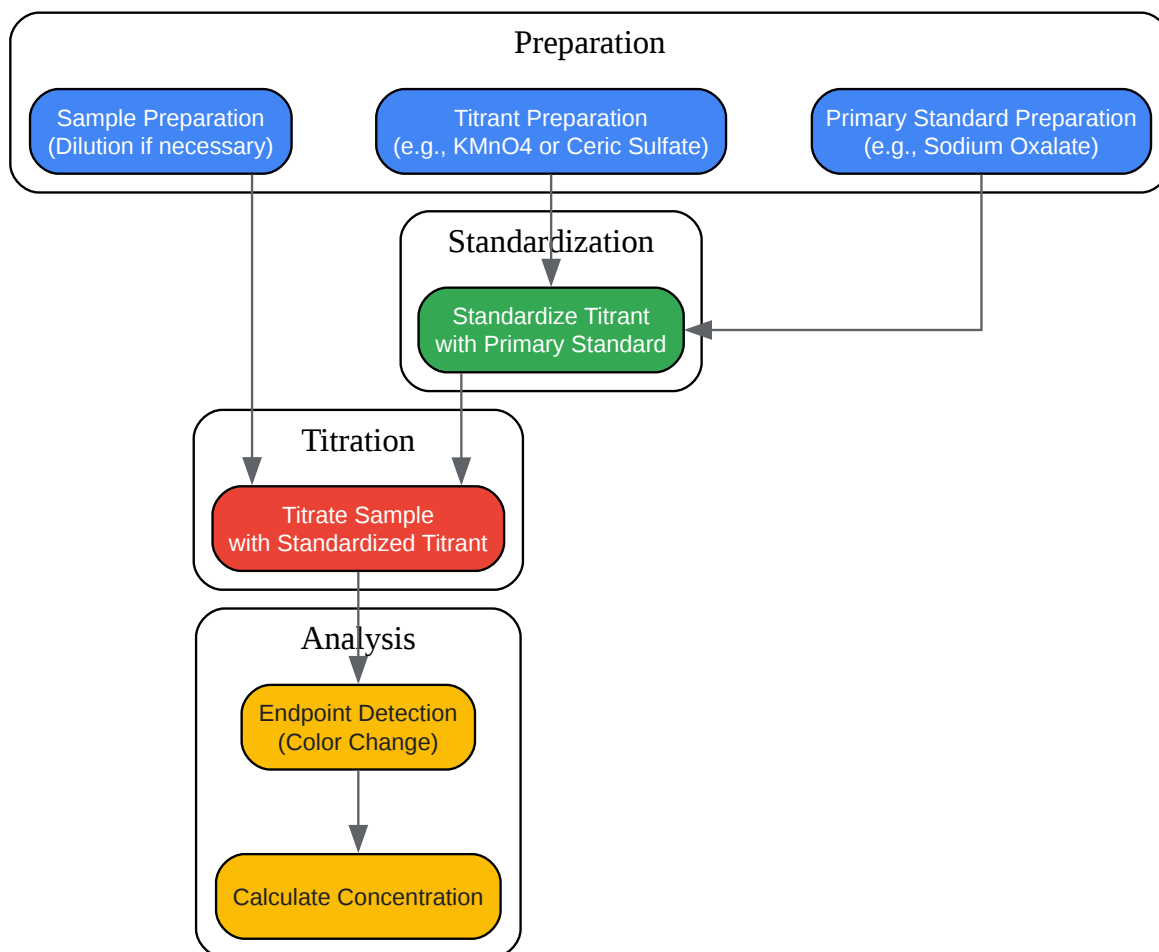 Preparation
Sample Preparation
(Dilution if necessary)
Titrant Preparation
(e.g., KMnO4 or Ceric Sulfate)
Primary Standard Preparation
(e.g., Sodium Oxalate)
Standardization
Standardize Titrant
with Primary Standard
Titration
Titrate Sample
with Standardized Titrant
Analysis
Endpoint Detection
(Color Change)
Calculate Concentration